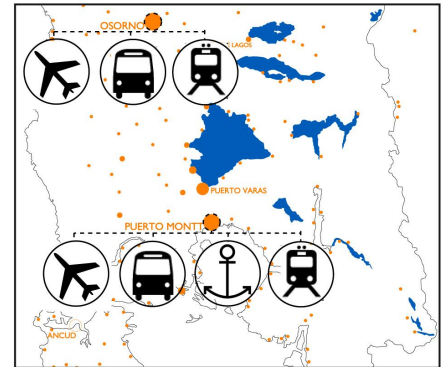 OSORNO
LAGOS
PUERTO VARAS
PUERTO MONTT
ANCUD